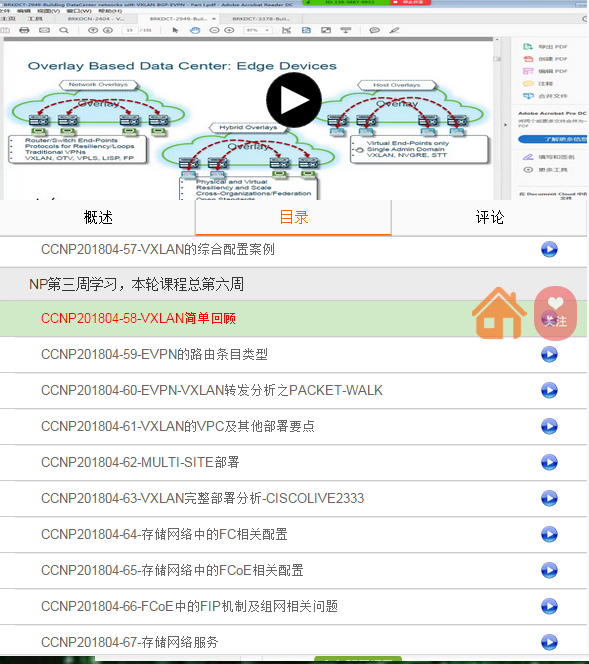 BRKDCT-2949-Building DataCenter networks with VXLAN BGP-EVPN - Part I.pdf - Adobe Acrobat Reader DC
文件 编辑 视图(V) 窗口(W) 帮助(H)
主页 工具 BRKDCN-2404 - V... BRKDCT-2949-Buil... BRKDCT-3378-Buil...
Overlay Based Data Center: Edge Devices
Network Overlays
Host Overlays
Overlay
Overlay
Hybrid Overlays
Overlay
Router/Switch End-Points
Protocols for Resiliency/Loops
Traditional VPNs
VXLAN, OTV, VPLS, LISP, FP
Virtual End-Points only
Single Admin Domain
VXLAN, NVGRE, STT
Physical and Virtual
Resiliency and Scale
Cross-Organizations/Federation
Open Standards
导出 PDF
创建 PDF
编辑 PDF
注释
合并文件
Adobe Acrobat Pro DC
了解更多信息
填写和签名
更多工具
在 Document Cloud 中的文件
概述 目录 评论
CCNP201804-57-VXLAN的综合配置案例
NP第三周学习，本轮课程总第六周
CCNP201804-58-VXLAN简单回顾
关注
CCNP201804-59-EVPN的路由条目类型
CCNP201804-60-EVPN-VXLAN转发分析之PACKET-WALK
CCNP201804-61-VXLAN的VPC及其他部署要点
CCNP201804-62-MULTI-SITE部署
CCNP201804-63-VXLAN完整部署分析-CISCOLIVE2333
CCNP201804-64-存储网络中的FC相关配置
CCNP201804-65-存储网络中的FCoE相关配置
CCNP201804-66-FCoE中的FIP机制及组网相关问题
CCNP201804-67-存储网络服务